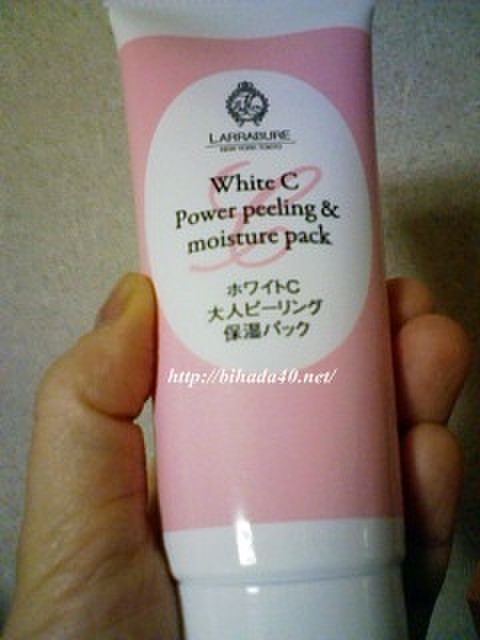 LARRABURE
NEW YORK TOKYO
White C
Power peeling &
moisture pack
ホワイトC
大人ピーリング
保湿パック
http://bihada40.net/